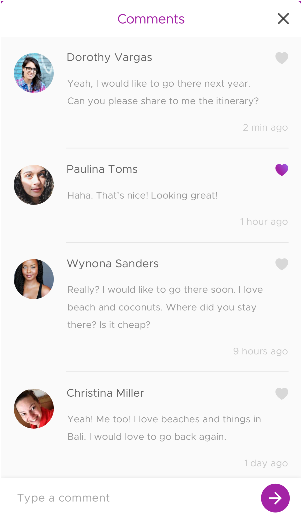 Comments
Dorothy Vargas
Yeah, I would like to go there next year.
Can you please share to me the itinerary?
2 min ago
Paulina Toms
Haha. That's nice! Looking great!
1 hour ago
Wynona Sanders
Really? I would like to go there soon. I love
beach and coconuts. Where did you stay
there? Is it cheap?
9 hours ago
Christina Miller
Yeah! Me too! I love beaches and things in
Bali. I would love to go back again.
1 day ago
Type a comment